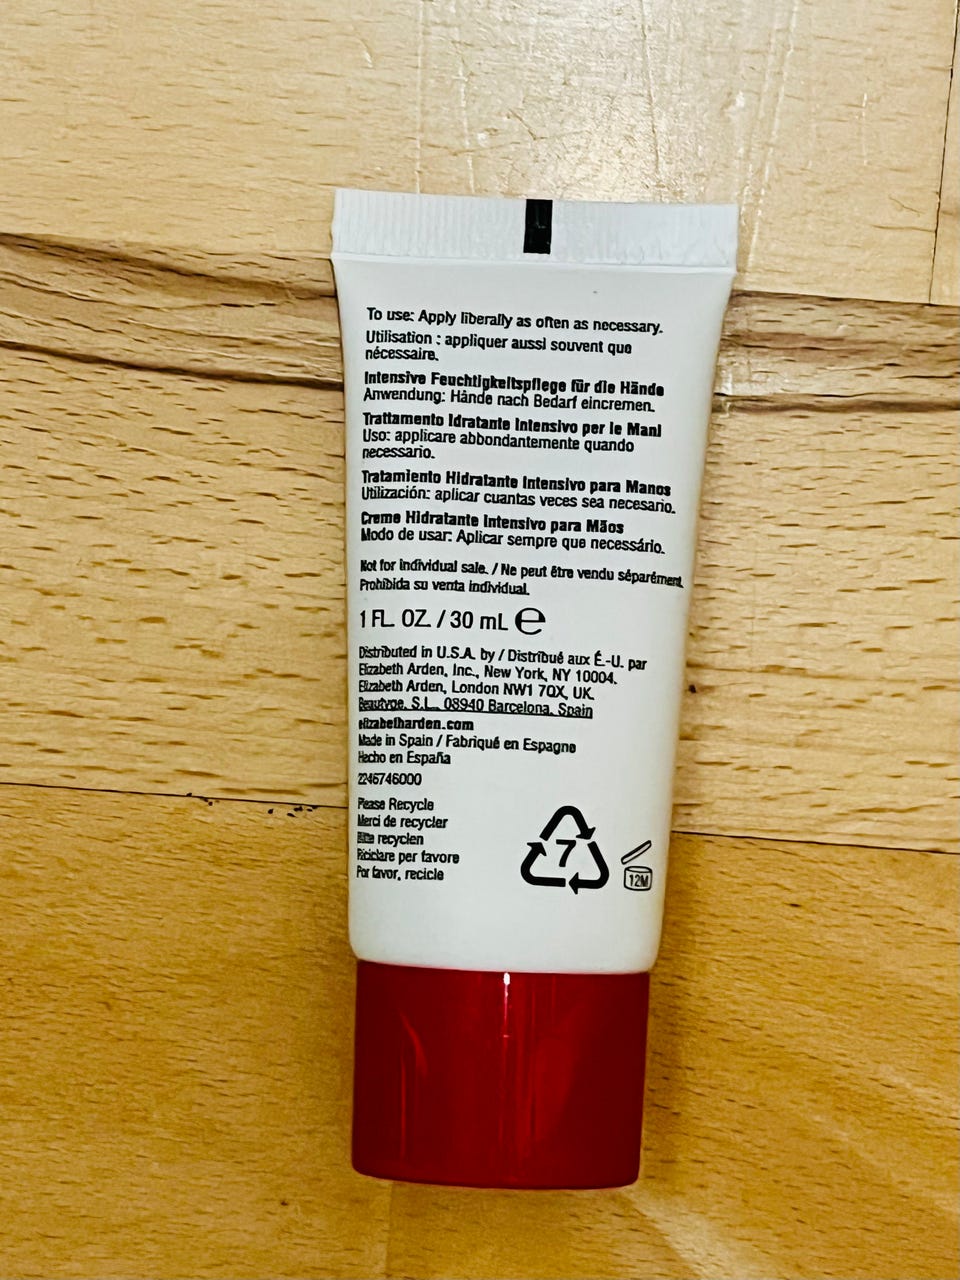 To use: Apply liberally as often as necessary.
Utilisation : appliquer aussi souvent que
nécessaire.
Intensive Feuchtigkeitspflege für die Hände
Anwendung: Hände nach Bedarf eincremen.
Trattamento Idratante Intensivo per le Mani
Uso: applicare abbondantemente quando
necessario.
Tratamiento Hidratante Intensivo para Manos
Utilización: aplicar cuantas veces sea necesario.
Creme Hidratante Intensivo para Mãos
Modo de usar: Aplicar sempre que necessário.
Not for individual sale. / Ne peut être vendu séparément.
Prohibida su venta individual.
1 FL. OZ. / 30 mL ℮
Distributed in U.S.A. by / Distribué aux É.-U. par
Elizabeth Arden, Inc., New York, NY 10004.
Elizabeth Arden, London NW1 7QX, UK.
Beautyge, S.L., 08940 Barcelona, Spain
elizabetharden.com
Made in Spain / Fabriqué en Espagne
Hecho en España
2246746000
Please Recycle
Merci de recycler
Bitte recyclen
Riciclare per favore
Por favor, recicle
7
12M